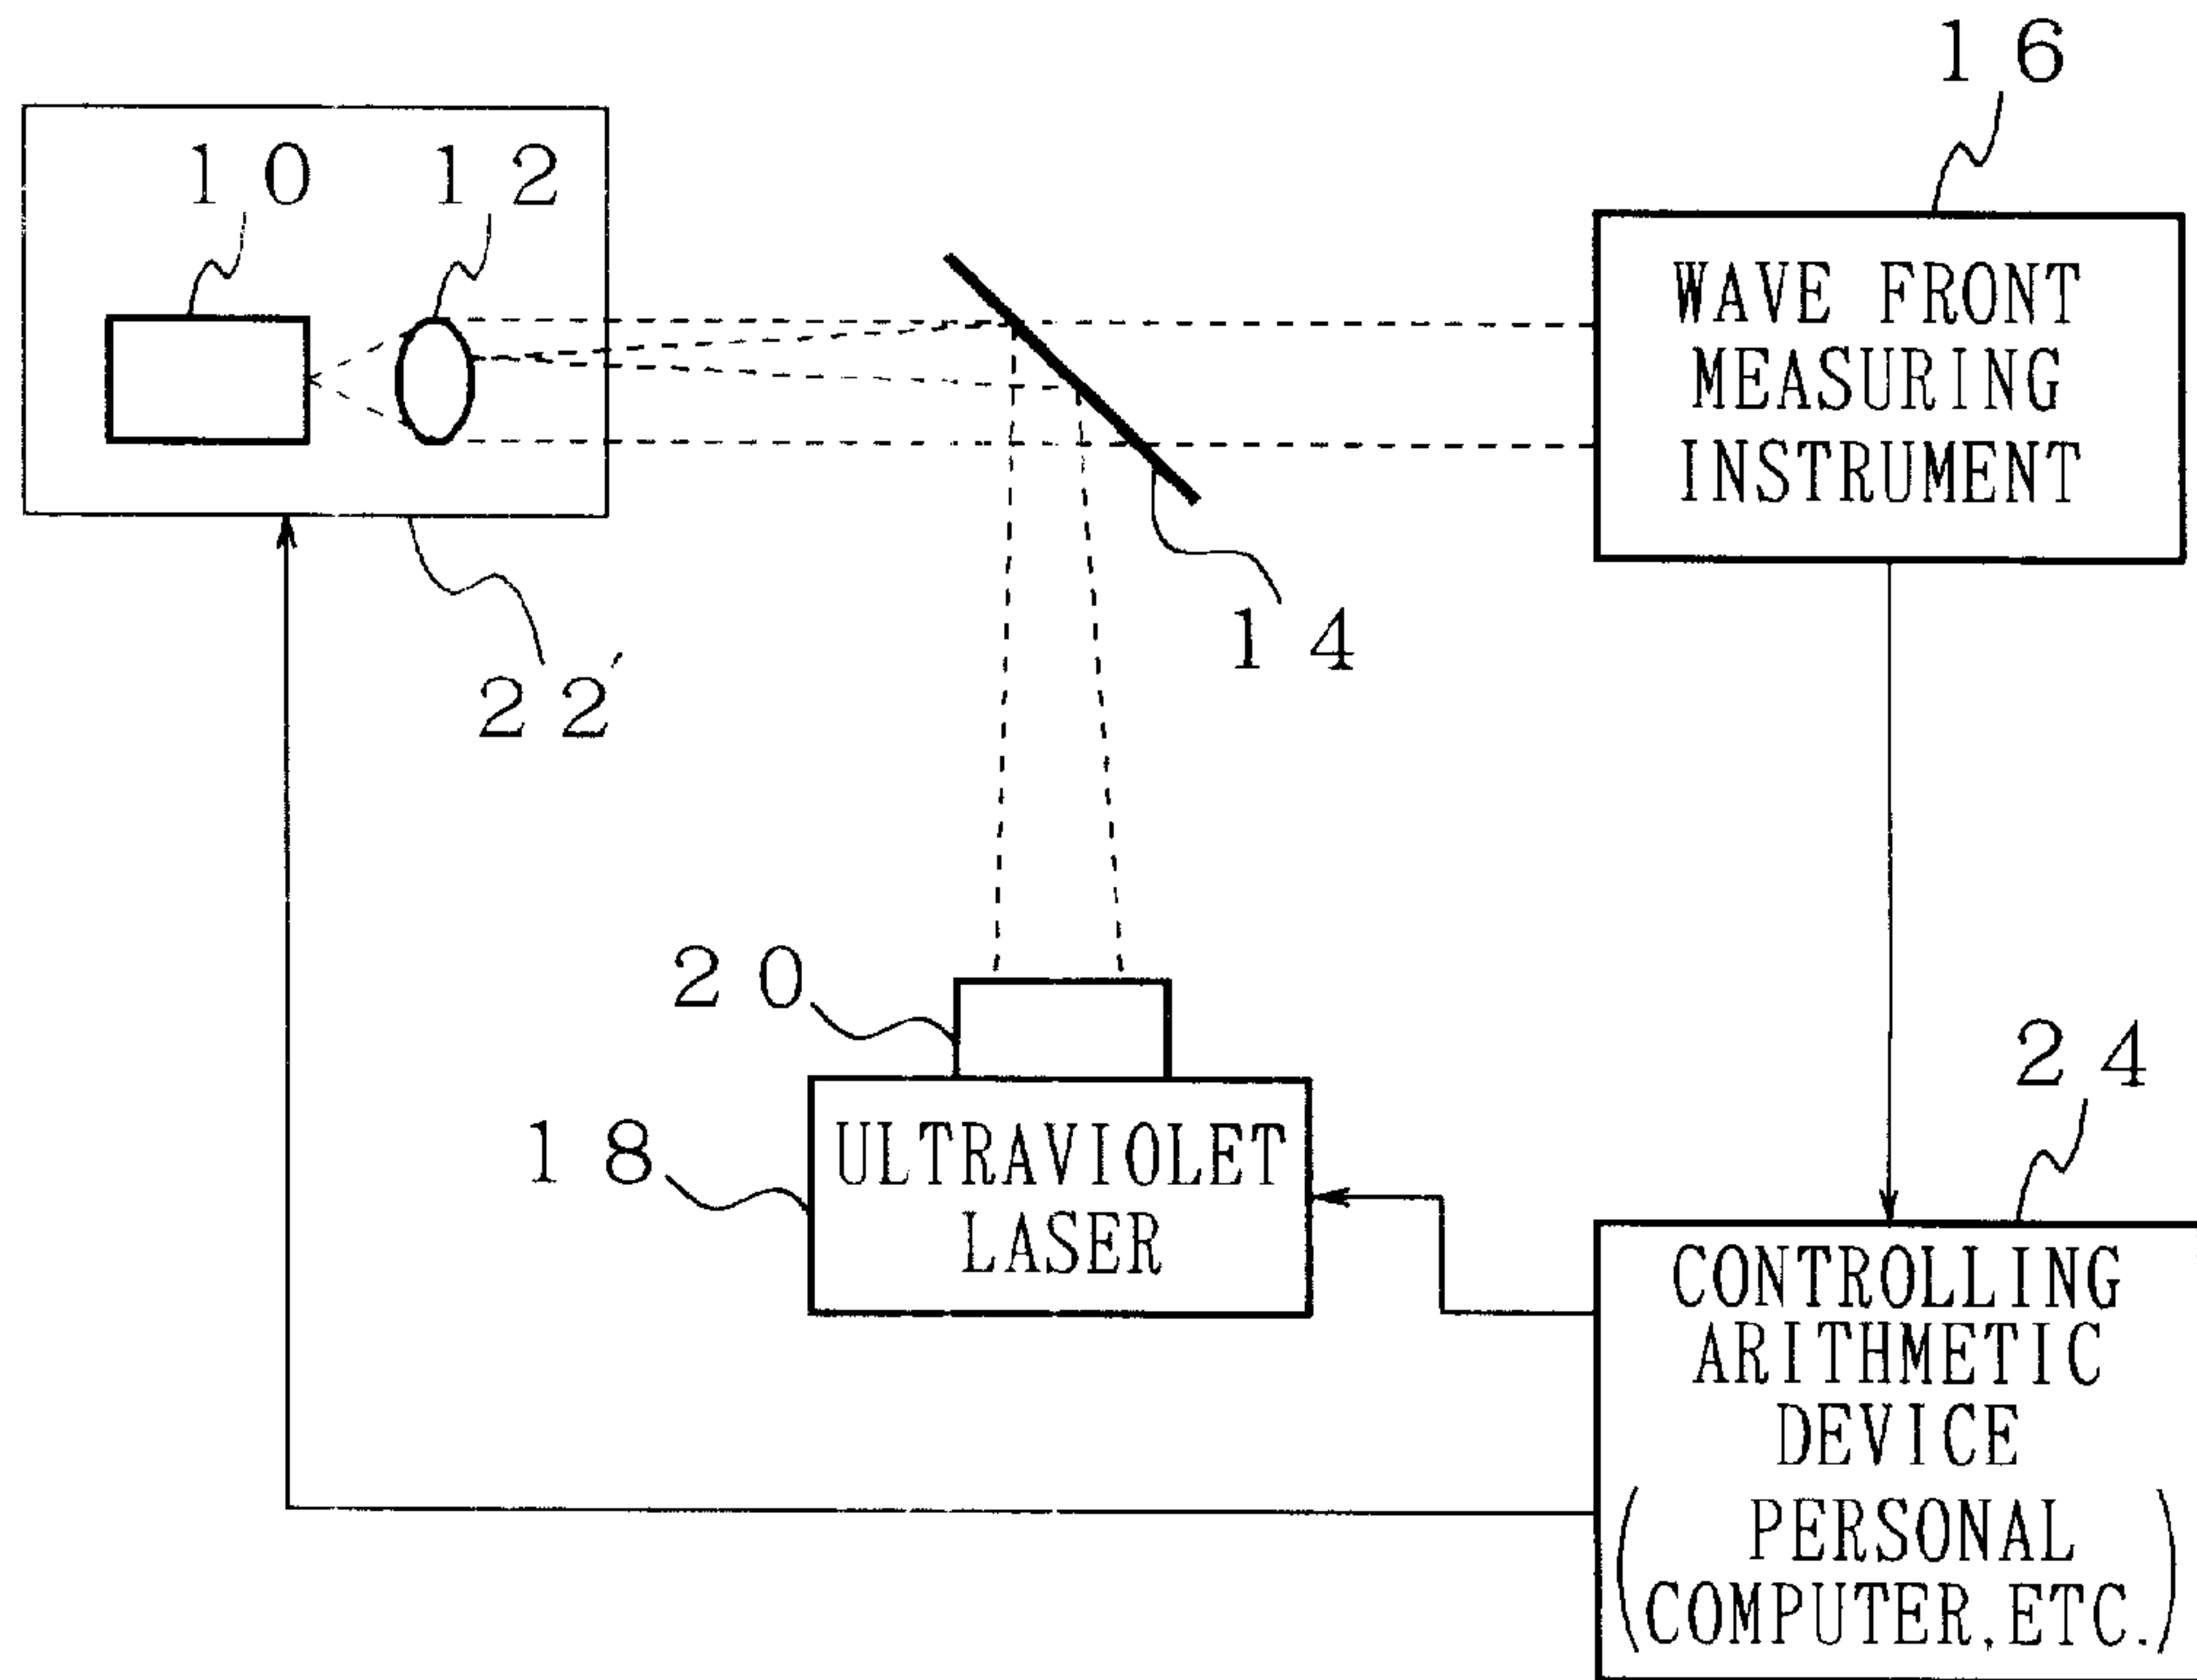 16
10 12
WAVE FRONT
MEASURING
INSTRUMENT
14
22′
20
24
18
ULTRAVIOLET
LASER
CONTROLLING
ARITHMETIC
DEVICE
(PERSONAL
COMPUTER, ETC.)